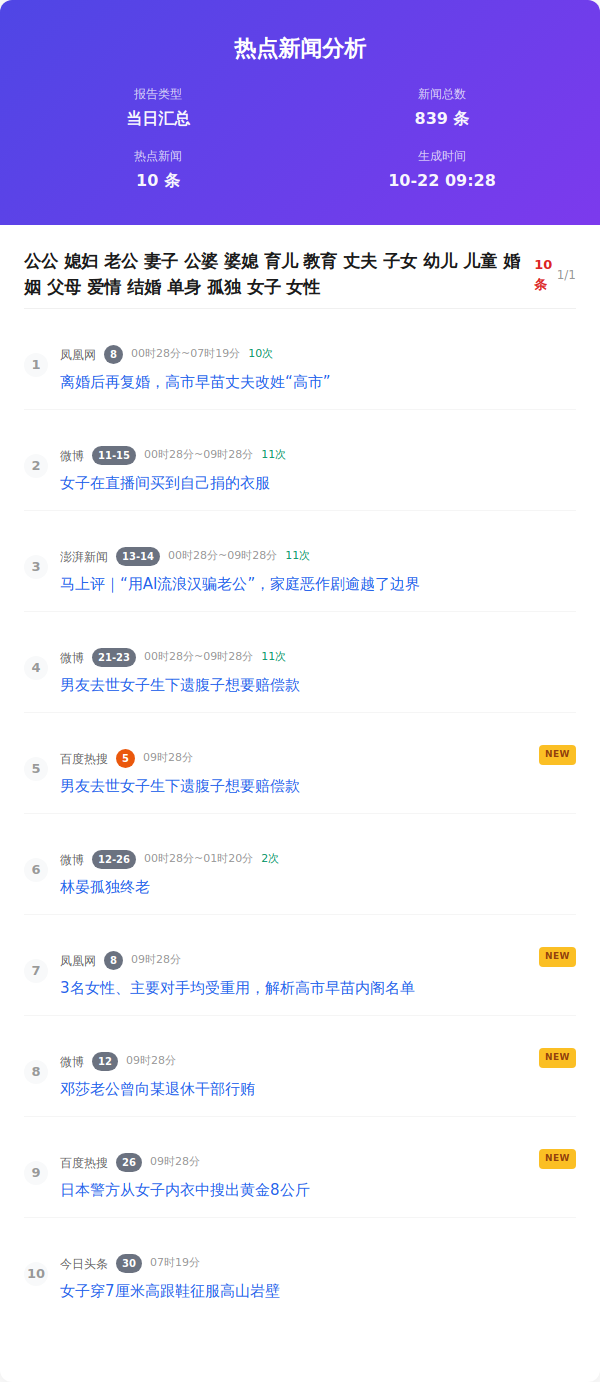 热点新闻分析
报告类型
当日汇总
新闻总数
839 条
热点新闻
10 条
生成时间
10-22 09:28
公公 媳妇 老公 妻子 公婆 婆媳 育儿 教育 丈夫 子女 幼儿 儿童 婚
姻 父母 爱情 结婚 单身 孤独 女子 女性
10
条
1/1
1
凤凰网 8 00时28分~07时19分 10次
离婚后再复婚，高市早苗丈夫改姓“高市”
2
微博 11-15 00时28分~09时28分 11次
女子在直播间买到自己捐的衣服
3
澎湃新闻 13-14 00时28分~09时28分 11次
马上评｜“用AI流浪汉骗老公”，家庭恶作剧逾越了边界
4
微博 21-23 00时28分~09时28分 11次
男友去世女子生下遗腹子想要赔偿款
5
百度热搜 5 09时28分 NEW
男友去世女子生下遗腹子想要赔偿款
6
微博 12-26 00时28分~01时20分 2次
林晏孤独终老
7
凤凰网 8 09时28分 NEW
3名女性、主要对手均受重用，解析高市早苗内阁名单
8
微博 12 09时28分 NEW
邓莎老公曾向某退休干部行贿
9
百度热搜 26 09时28分 NEW
日本警方从女子内衣中搜出黄金8公斤
10
今日头条 30 07时19分
女子穿7厘米高跟鞋征服高山岩壁